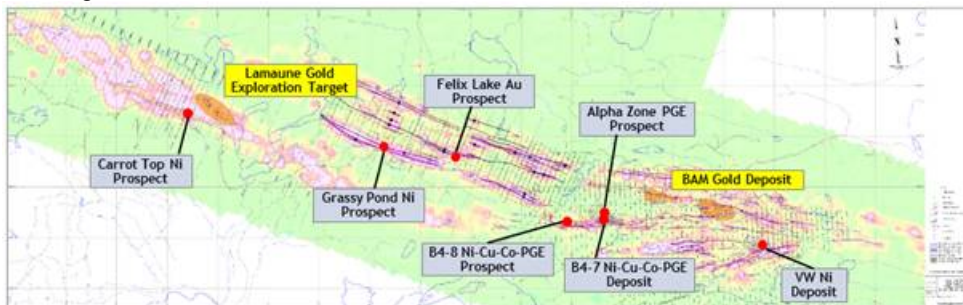 Lamaune Gold
Exploration Target
Felix Lake Au
Prospect
Alpha Zone PGE
Prospect
Carrot Top Ni
Prospect
Grassy Pond Ni
Prospect
BAM Gold Deposit
B4-8 Ni-Cu-Co-PGE
Prospect
B4-7 Ni-Cu-Co-PGE
Deposit
VW Ni
Deposit